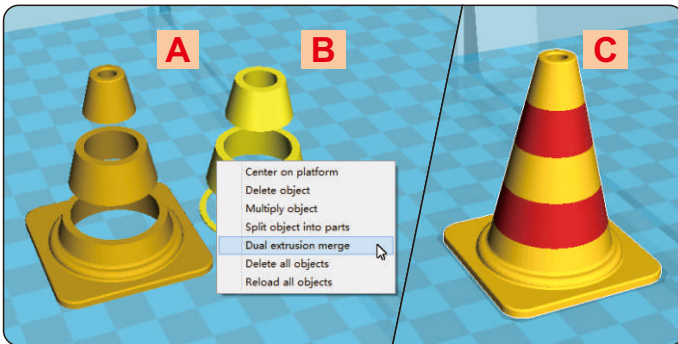 A
B
C
Center on platform
Delete object
Multiply object
Split object into parts
Dual extrusion merge
Delete all objects
Reload all objects